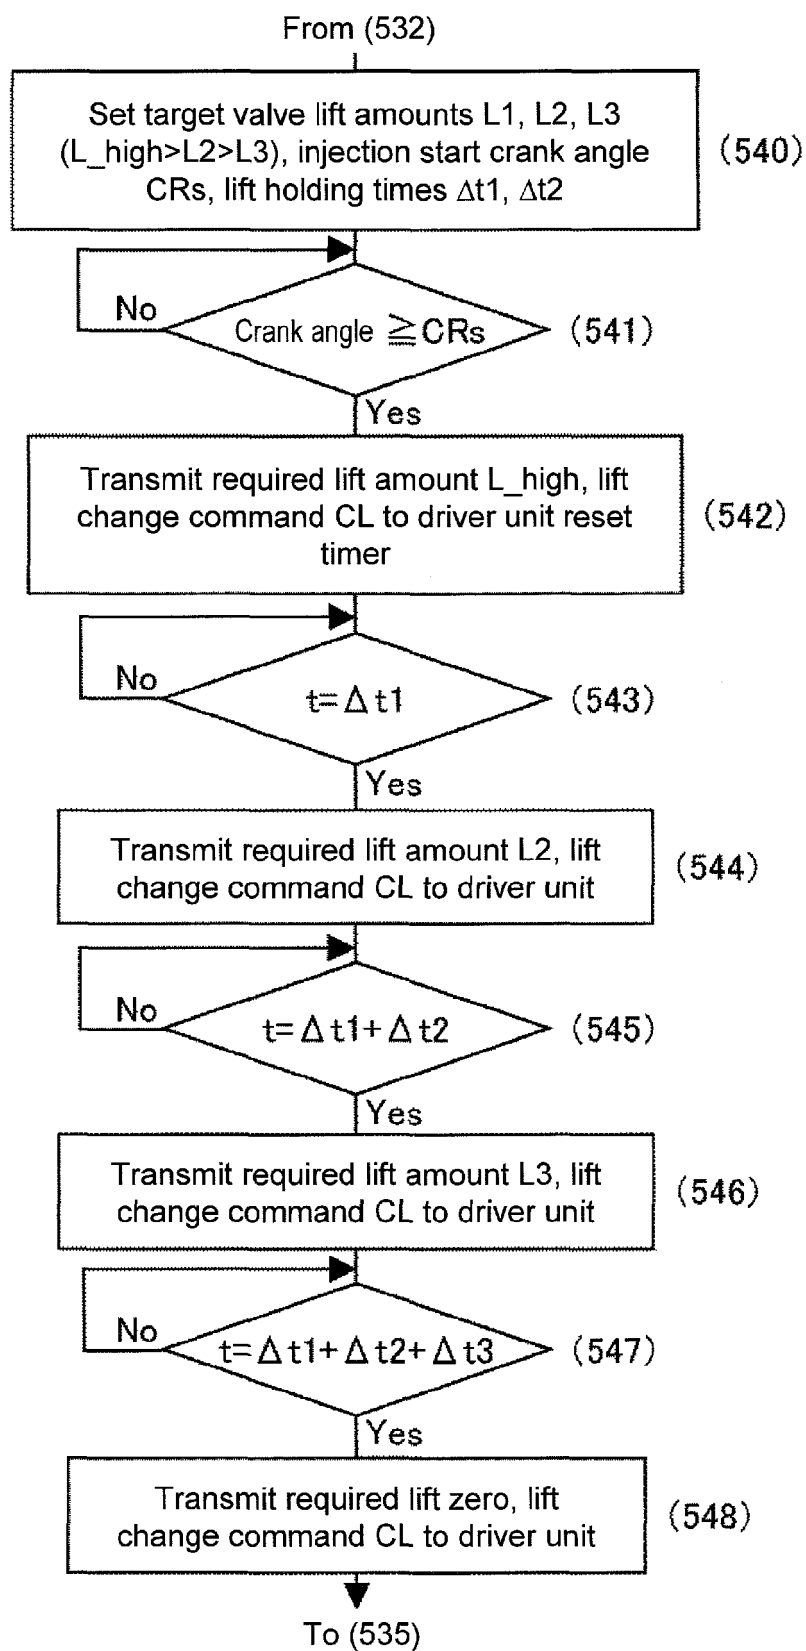 From (532)
Set target valve lift amounts L1, L2, L3
(L_high>L2>L3), injection start crank angle
CRs, lift holding times Δt1, Δt2
(540)
No
Crank angle ≧CRs
(541)
Yes
Transmit required lift amount L_high, lift
change command CL to driver unit reset
timer
(542)
No
t=Δt1
(543)
Yes
Transmit required lift amount L2, lift
change command CL to driver unit
(544)
No
t=Δt1+Δt2
(545)
Yes
Transmit required lift amount L3, lift
change command CL to driver unit
(546)
No
t=Δt1+Δt2+Δt3
(547)
Yes
Transmit required lift zero, lift
change command CL to driver unit
(548)
To (535)